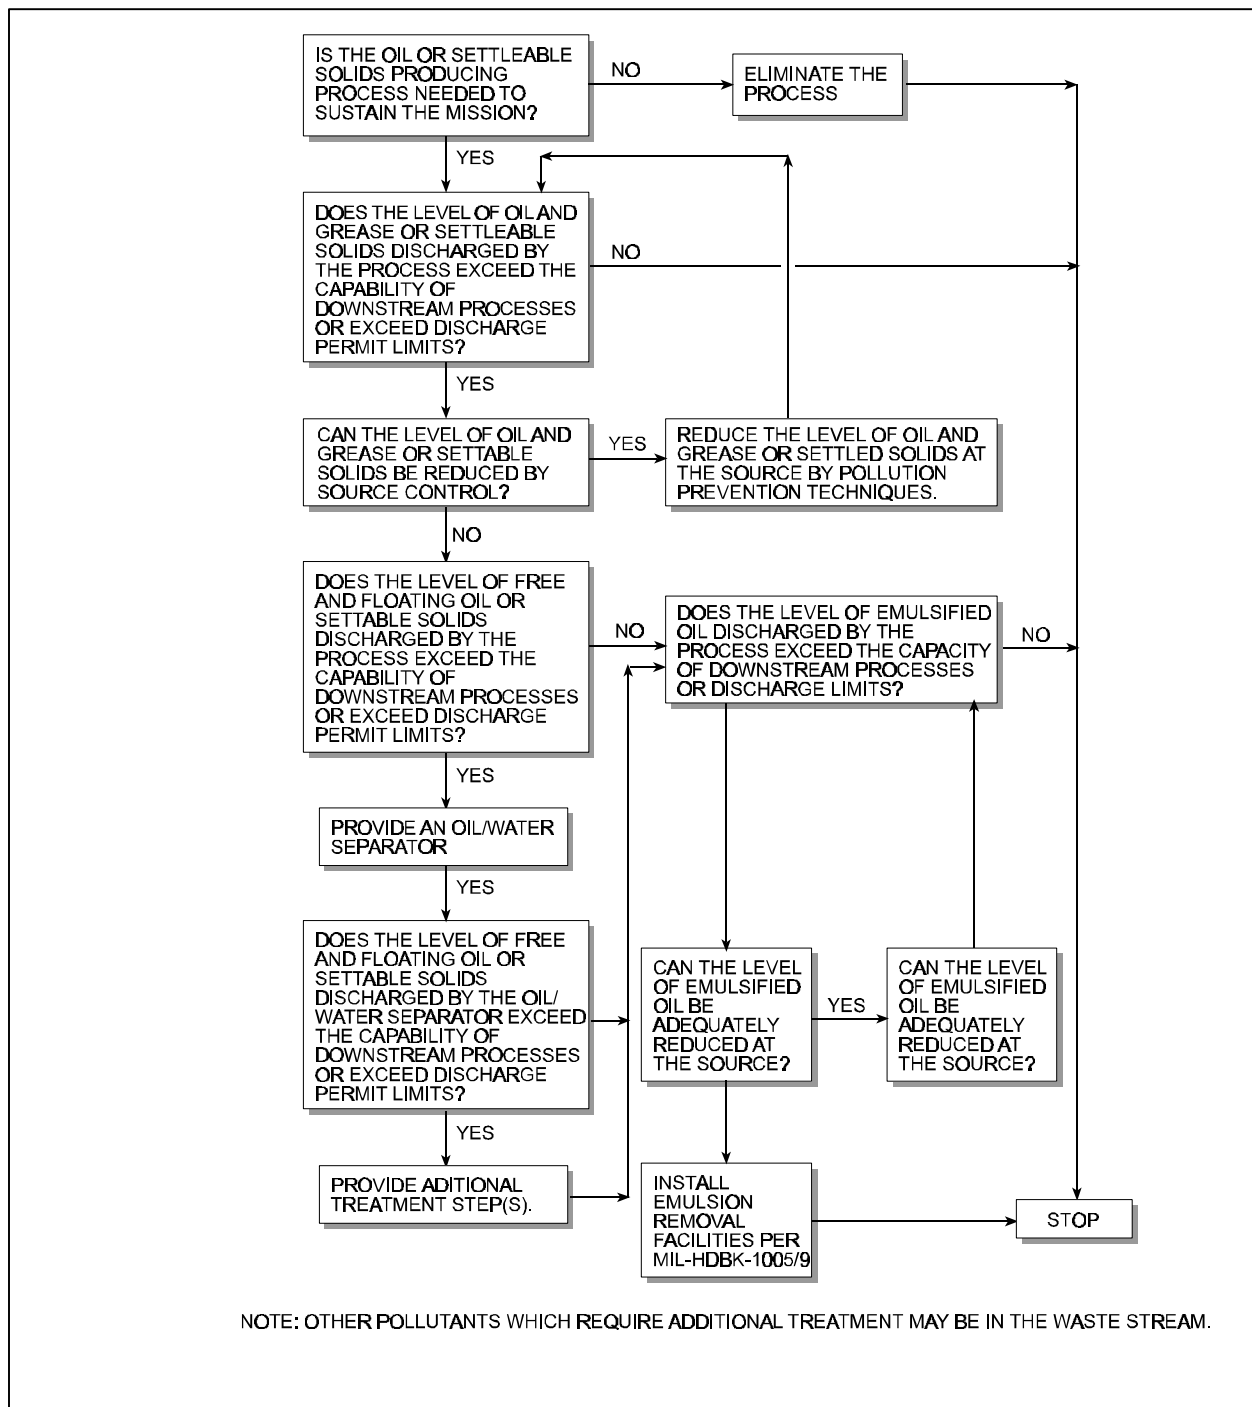 IS THE OIL OR SETTLEABLE
SOLIDS PRODUCING
PROCESS NEEDED TO
SUSTAIN THE MISSION?
NO
ELIMINATE THE
PROCESS
YES
DOES THE LEVEL OF OIL AND
GREASE OR SETTLEABLE
SOLIDS DISCHARGED BY
THE PROCESS EXCEED THE
CAPABILITY OF
DOWNSTREAM PROCESSES
OR EXCEED DISCHARGE
PERMIT LIMITS?
NO
YES
CAN THE LEVEL OF OIL AND
GREASE OR SETTABLE
SOLIDS BE REDUCED BY
SOURCE CONTROL?
YES
REDUCE THE LEVEL OF OIL AND
GREASE OR SETTLED SOLIDS AT
THE SOURCE BY POLLUTION
PREVENTION TECHNIQUES.
NO
DOES THE LEVEL OF FREE
AND FLOATING OIL OR
SETTABLE SOLIDS
DISCHARGED BY THE
PROCESS EXCEED THE
CAPABILITY OF
DOWNSTREAM PROCESSES
OR EXCEED DISCHARGE
PERMIT LIMITS?
NO
DOES THE LEVEL OF EMULSIFIED
OIL DISCHARGED BY THE
PROCESS EXCEED THE CAPACITY
OF DOWNSTREAM PROCESSES
OR DISCHARGE LIMITS?
NO
YES
PROVIDE AN OIL/WATER
SEPARATOR
YES
DOES THE LEVEL OF FREE
AND FLOATING OIL OR
SETTABLE SOLIDS
DISCHARGED BY THE OIL/
WATER SEPARATOR EXCEED
THE CAPABILITY OF
DOWNSTREAM PROCESSES
OR EXCEED DISCHARGE
PERMIT LIMITS?
CAN THE LEVEL
OF EMULSIFIED
OIL BE
ADEQUATELY
REDUCED AT
THE SOURCE?
YES
CAN THE LEVEL
OF EMULSIFIED
OIL BE
ADEQUATELY
REDUCED AT
THE SOURCE?
YES
PROVIDE ADITIONAL
TREATMENT STEP(S).
INSTALL
EMULSION
REMOVAL
FACILITIES PER
MIL-HDBK-1005/9
STOP
NOTE: OTHER POLLUTANTS WHICH REQUIRE ADDITIONAL TREATMENT MAY BE IN THE WASTE STREAM.